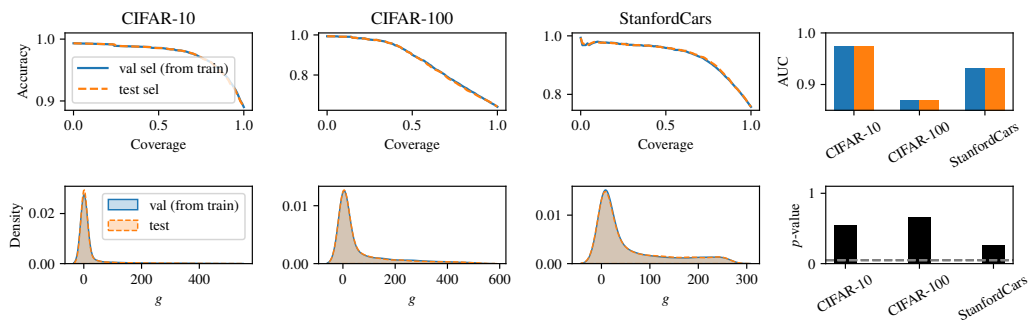 CIFAR-10
CIFAR-100
StanfordCars
Accuracy
1.0
0.9
val sel (from train)
test sel
0.0
0.5
1.0
Coverage
1.0
0.8
0.0
0.5
1.0
Coverage
1.0
0.8
0.0
0.5
1.0
Coverage
AUC
0.9
CIFAR-10
CIFAR-100
StanfordCars
Density
0.02
0.00
val (from train)
test
0
200
400
g
0.01
0.00
0
200
400
600
g
0.01
0.00
0
100
200
300
g
p-value
1
0
CIFAR-10
CIFAR-100
StanfordCars